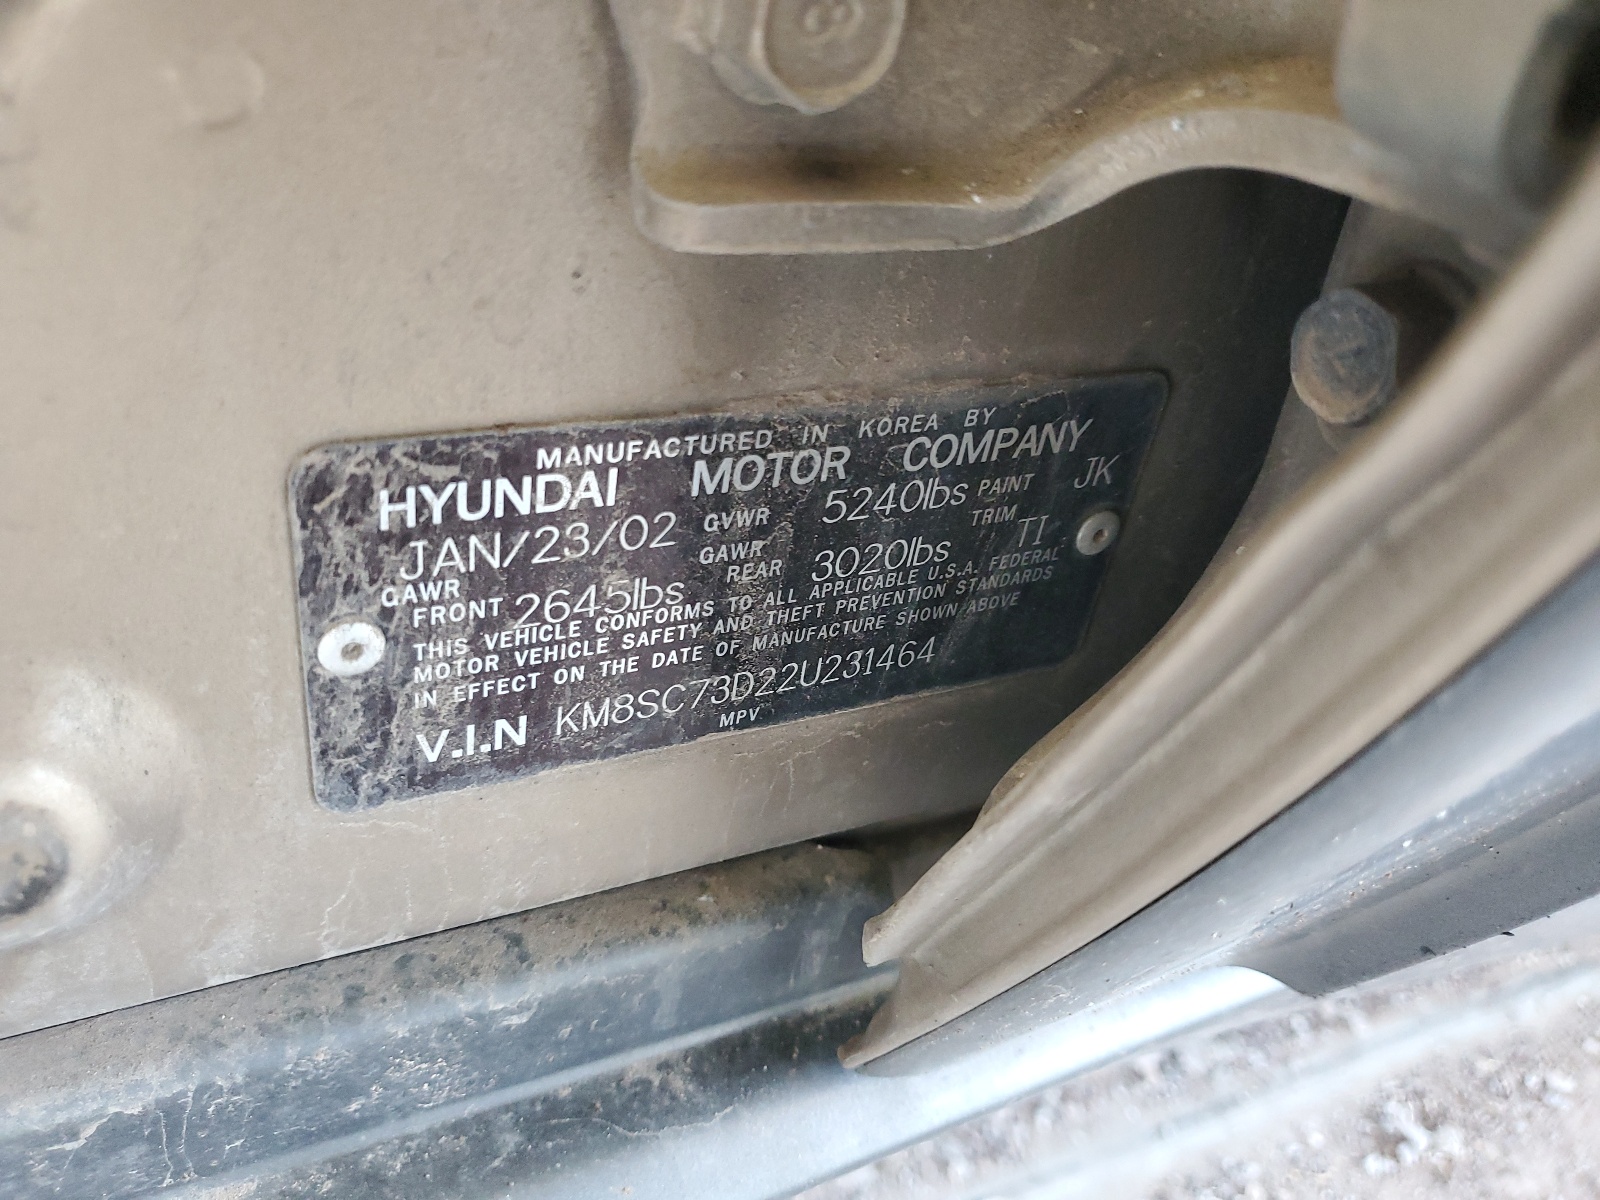 MANUFACTURED IN KOREA BY
HYUNDAI MOTOR COMPANY
JAN/23/02 GVWR 5240lbs PAINT JK
GAWR FRONT 2645lbs GAWR REAR 3020lbs TRIM TI
THIS VEHICLE CONFORMS TO ALL APPLICABLE U.S.A. FEDERAL
MOTOR VEHICLE SAFETY AND THEFT PREVENTION STANDARDS
IN EFFECT ON THE DATE OF MANUFACTURE SHOWN ABOVE
V.I.N KM8SC73D22U231464
MPV